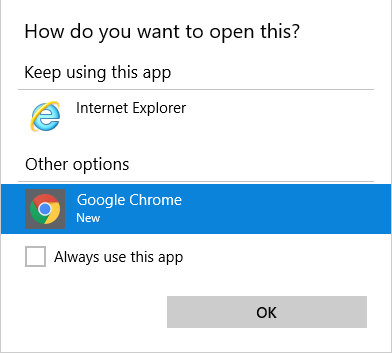 How do you want to open this?
Keep using this app
Internet Explorer
Other options
Google Chrome
New
Always use this app
OK